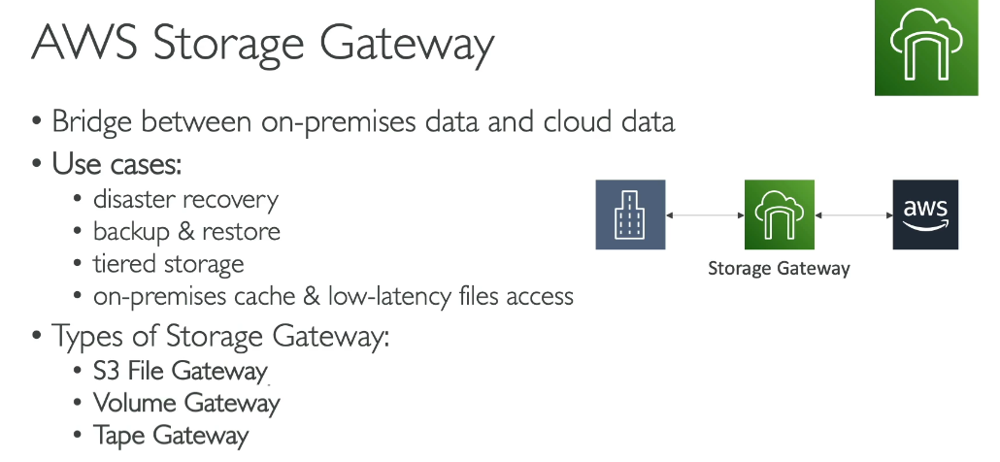 AWS Storage Gateway
• Bridge between on-premises data and cloud data
• Use cases:
• disaster recovery
• backup & restore
• tiered storage
• on-premises cache & low-latency files access
• Types of Storage Gateway:
• S3 File Gateway
• Volume Gateway
• Tape Gateway
aws
Storage Gateway